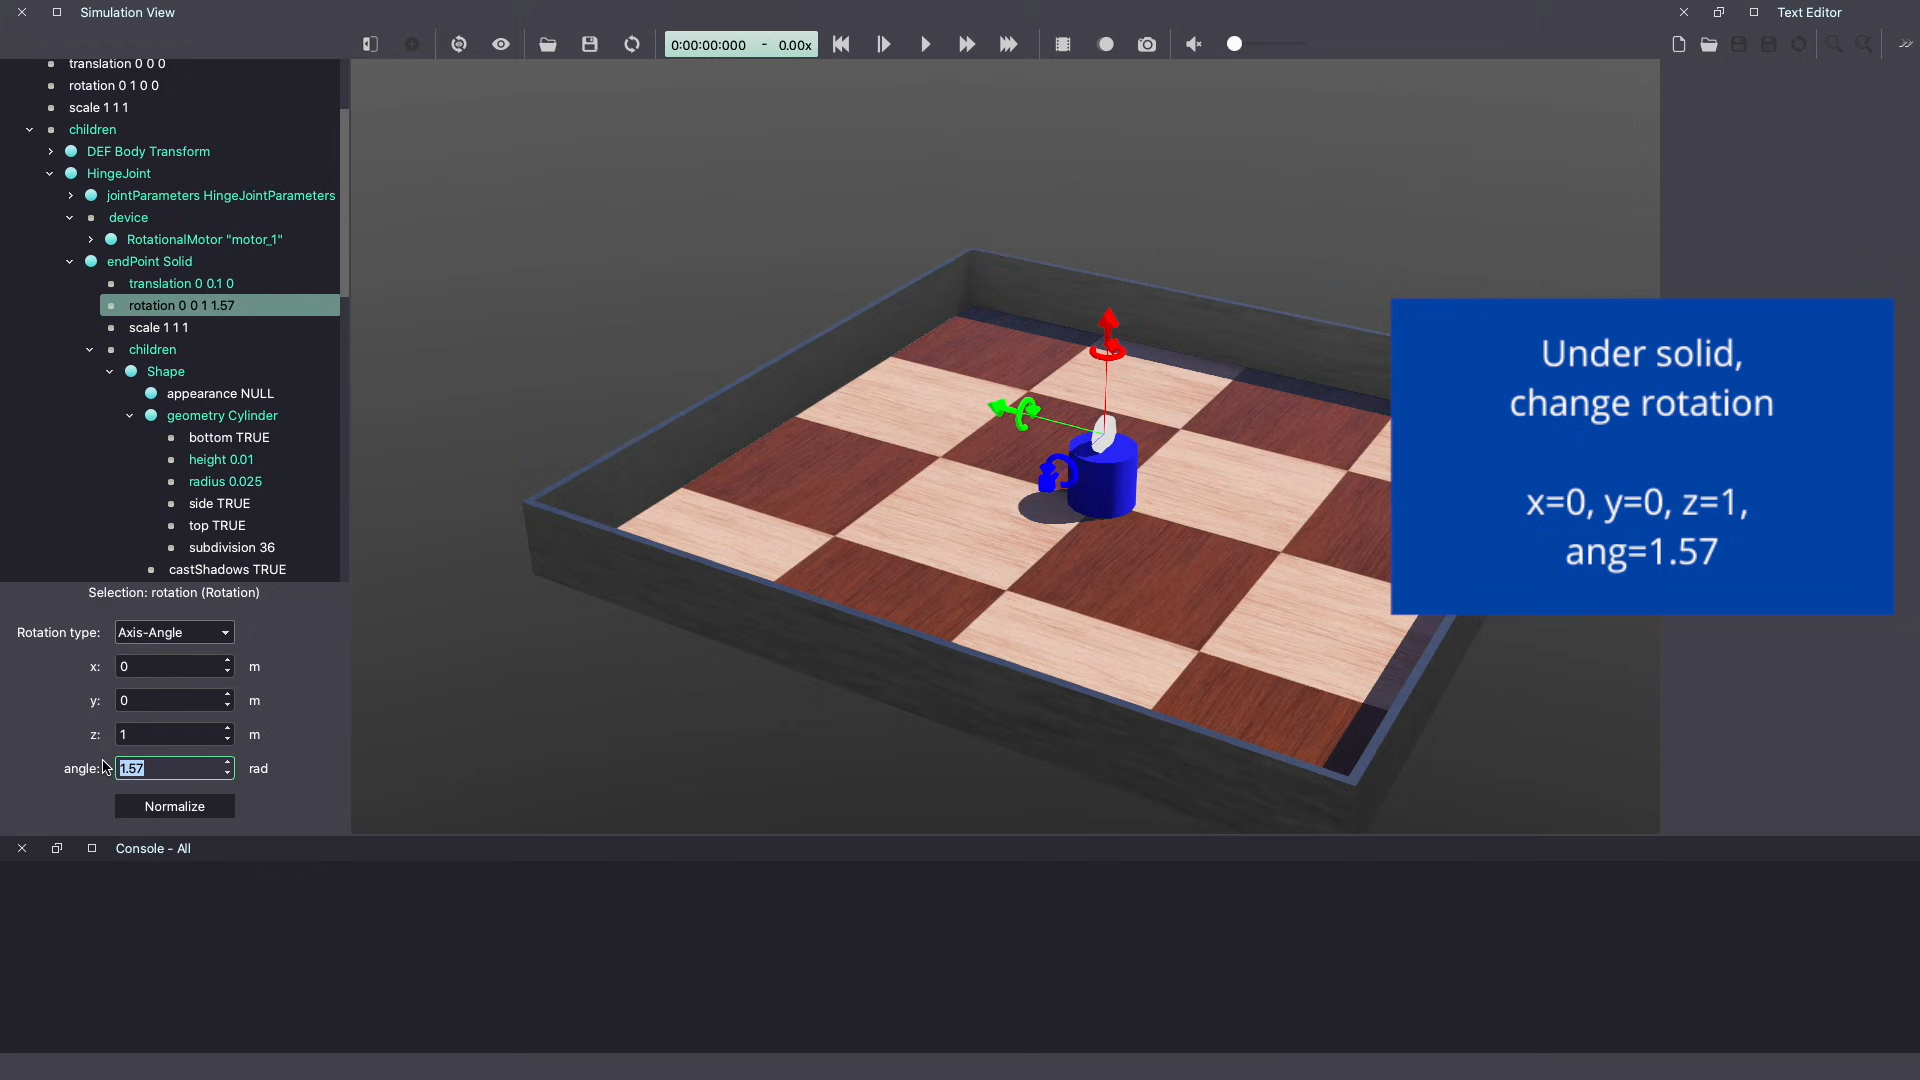 Simulation View
Text Editor
0:00:00:000 - 0.00x
translation 0 0 0
rotation 0 1 0 0
scale 1 1 1
children
DEF Body Transform
HingeJoint
jointParameters HingeJointParameters
device
RotationalMotor "motor_1"
endPoint Solid
translation 0 0.1 0
rotation 0 0 1 1.57
scale 1 1 1
children
Shape
appearance NULL
geometry Cylinder
bottom TRUE
height 0.01
radius 0.025
side TRUE
top TRUE
subdivision 36
castShadows TRUE
Selection: rotation (Rotation)
Rotation type: Axis-Angle
x: 0 m
y: 0 m
z: 1 m
angle: 1.57 rad
Normalize
Under solid,
change rotation
x=0, y=0, z=1,
ang=1.57
Console - All